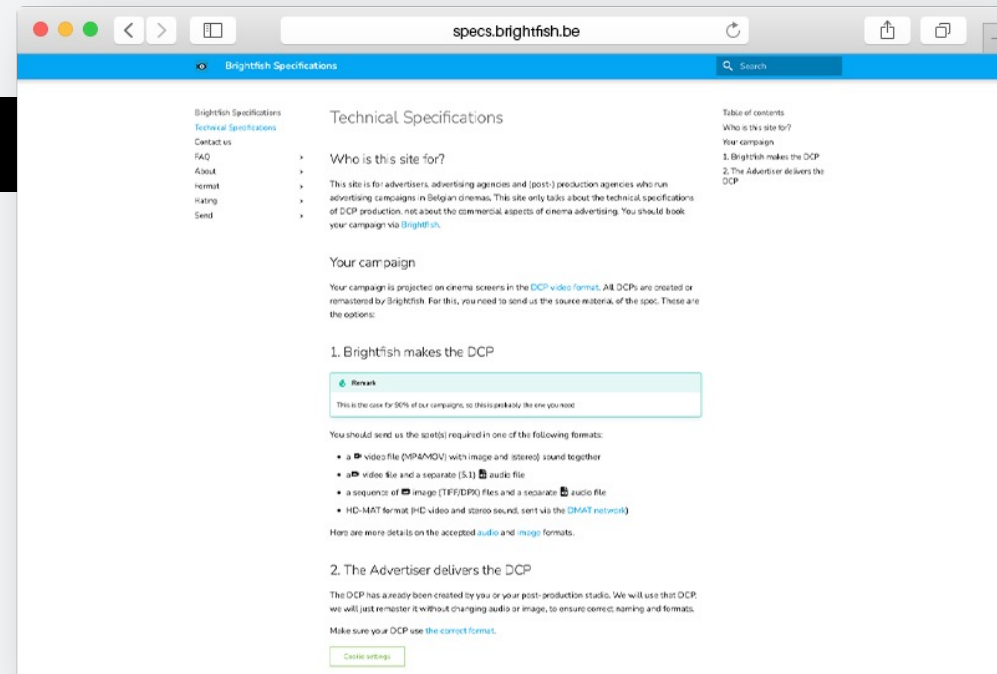 specs.brightfish.be
Brightfish Specifications
Search
Brightfish Specifications
Technical Specifications
Contact us
FAQ
About
Format
Rating
Send
Technical Specifications
Who is this site for?
This site is for advertisers, advertising agencies and (post-) production agencies who run
advertising campaigns in Belgian cinemas. This site only talks about the technical specifications
of DCP production, not about the commercial aspects of cinema advertising. You should book
your campaign via Brightfish.
Your campaign
Your campaign is projected on cinema screens in the DCP video format. All DCPs are created or
remastered by Brightfish. For this, you need to send us the source material of the spot. These are
the options:
1. Brightfish makes the DCP
Remark
This is the case for 90% of our campaigns, so this is probably the one you need
You should send us the spot(s) required in one of the following formats:
• a video file (MP4/MOV) with image and (stereo) sound together
• a video file and a separate (5.1) audio file
• a sequence of image (TIFF/DPX) files and a separate audio file
• HD-MAT format (HD video and stereo sound, sent via the DMAT network)
Here are more details on the accepted audio and image formats.
2. The Advertiser delivers the DCP
The DCP has already been created by you or your post-production studio. We will use that DCP,
we will just remaster it without changing audio or image, to ensure correct naming and formats.
Make sure your DCP use the correct format.
Cookie settings
Table of contents
Who is this site for?
Your campaign
1. Brightfish makes the DCP
2. The Advertiser delivers the
DCP